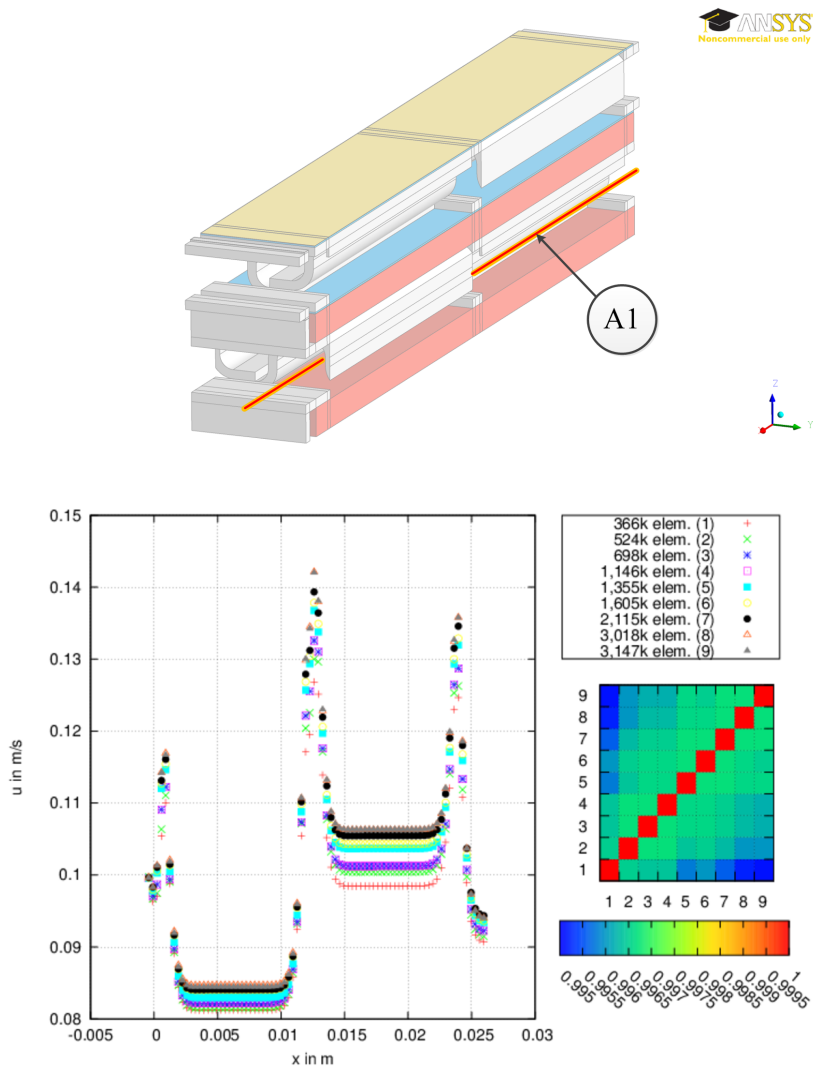 ANSYS
Noncommercial use only
A1
Z
Y
0.15
0.14
0.13
0.12
0.11
0.1
0.09
0.08
u in m/s
-0.005 0 0.005 0.01 0.015 0.02 0.025 0.03
x in m
366k elem. (1)
524k elem. (2)
698k elem. (3)
1,146k elem. (4)
1,355k elem. (5)
1,605k elem. (6)
2,115k elem. (7)
3,018k elem. (8)
3,147k elem. (9)
9
8
7
6
5
4
3
2
1
1 2 3 4 5 6 7 8 9
0.995 0.9955 0.996 0.9965 0.997 0.9975 0.998 0.9985 0.999 0.9995 1